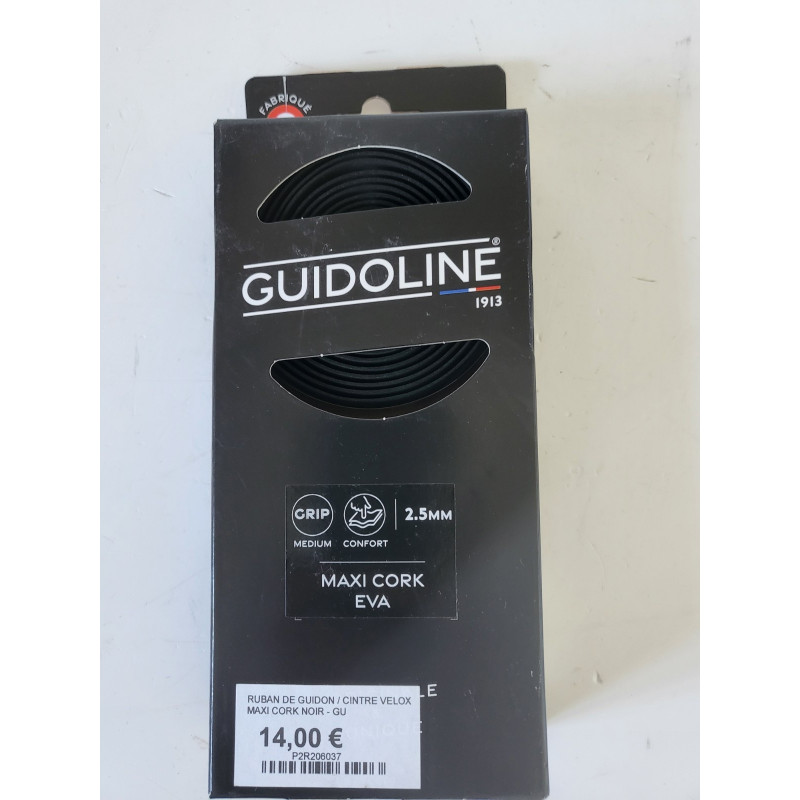 FABRIQUÉ
GUIDOLINE®
1913
GRIP
MEDIUM
CONFORT
2.5MM
MAXI CORK
EVA
RUBAN DE GUIDON / CINTRE VELOX
MAXI CORK NOIR - GU
14,00 €
P2R206037